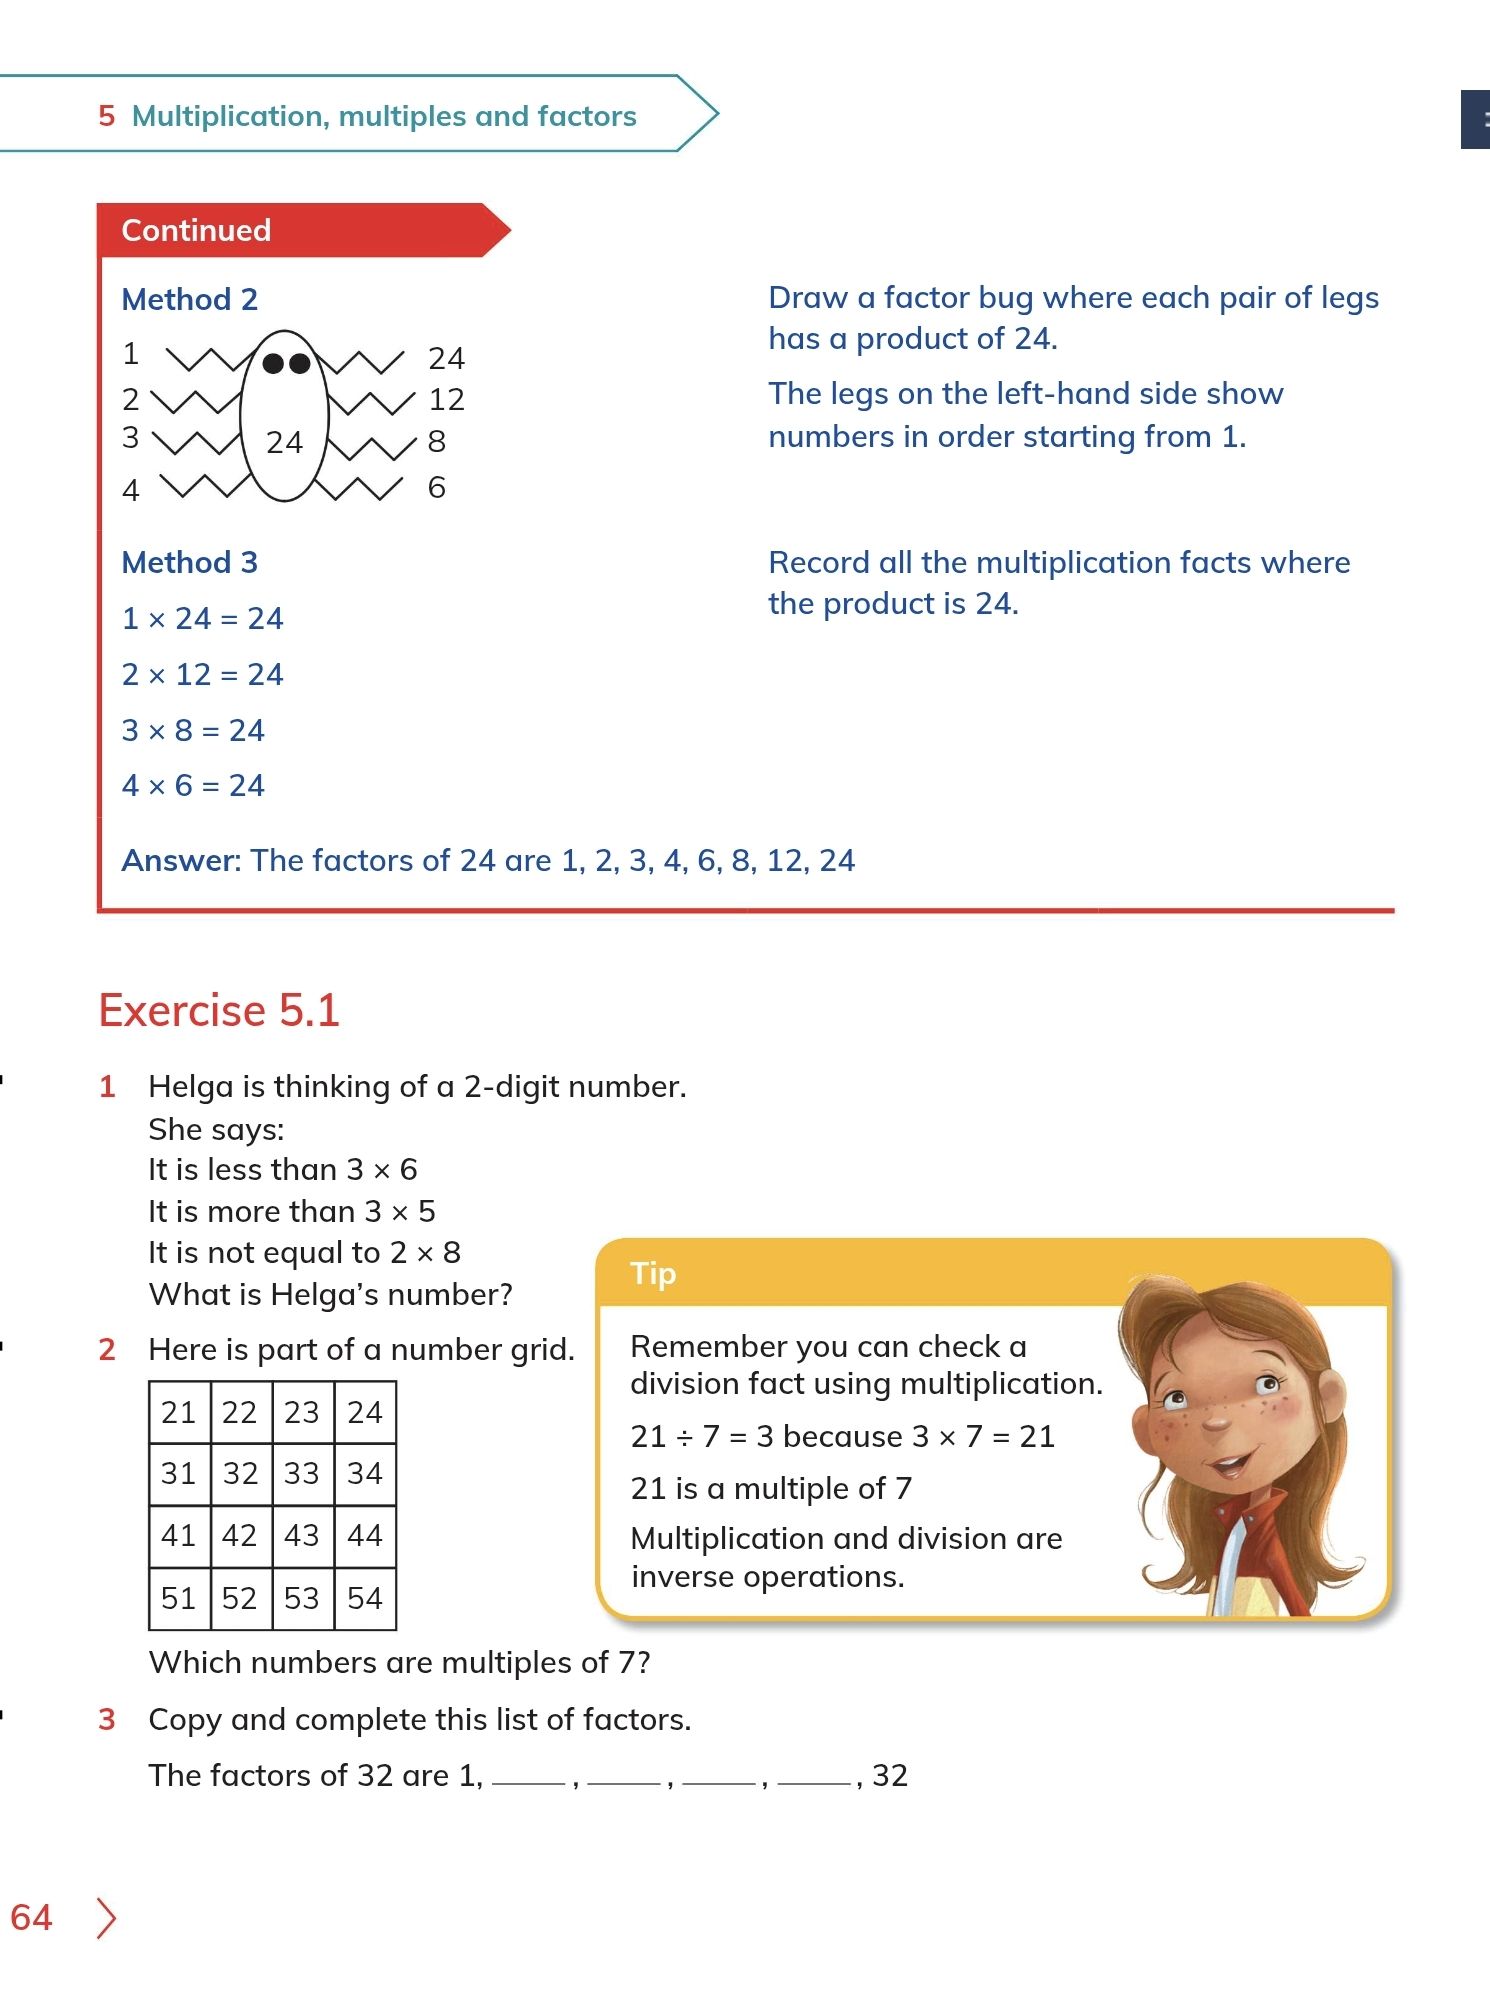 5 Multiplication, multiples and factors
Continued
Method 2
1 24
2 12
3 8
24
4 6
Draw a factor bug where each pair of legs
has a product of 24.
The legs on the left-hand side show
numbers in order starting from 1.
Method 3
1 × 24 = 24
2 × 12 = 24
3 × 8 = 24
4 × 6 = 24
Record all the multiplication facts where
the product is 24.
Answer: The factors of 24 are 1, 2, 3, 4, 6, 8, 12, 24
Exercise 5.1
1 Helga is thinking of a 2-digit number.
She says:
It is less than 3 × 6
It is more than 3 × 5
It is not equal to 2 × 8
What is Helga's number?
2 Here is part of a number grid.
21 22 23 24
31 32 33 34
41 42 43 44
51 52 53 54
Tip
Remember you can check a
division fact using multiplication.
21 ÷ 7 = 3 because 3 × 7 = 21
21 is a multiple of 7
Multiplication and division are
inverse operations.
Which numbers are multiples of 7?
3 Copy and complete this list of factors.
The factors of 32 are 1, ____ , ____ , ____ , ____ , 32
64